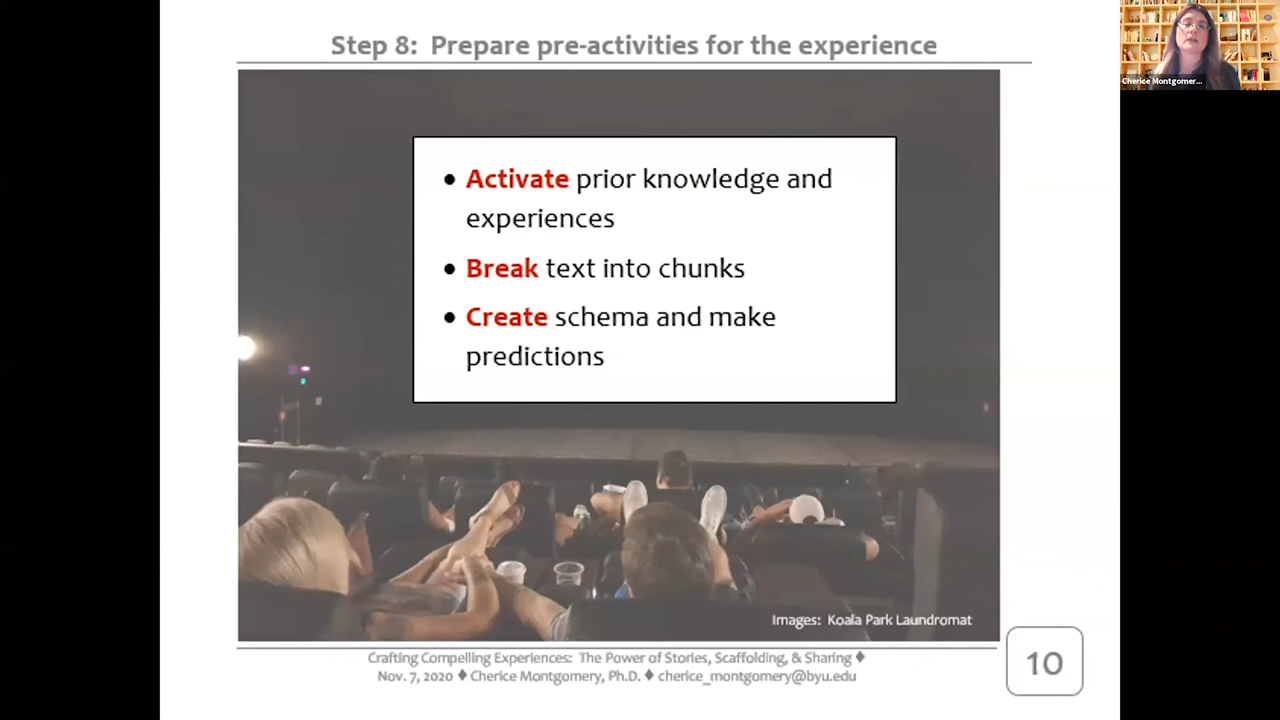 Step 8:  Prepare pre-activities for the experience
Cherice Montgomer...
• Activate prior knowledge and
experiences
• Break text into chunks
• Create schema and make
predictions
Images:  Koala Park Laundromat
Crafting Compelling Experiences:  The Power of Stories, Scaffolding, & Sharing ♦
Nov. 7, 2020 ♦ Cherice Montgomery, Ph.D. ♦ cherice_montgomery@byu.edu
10